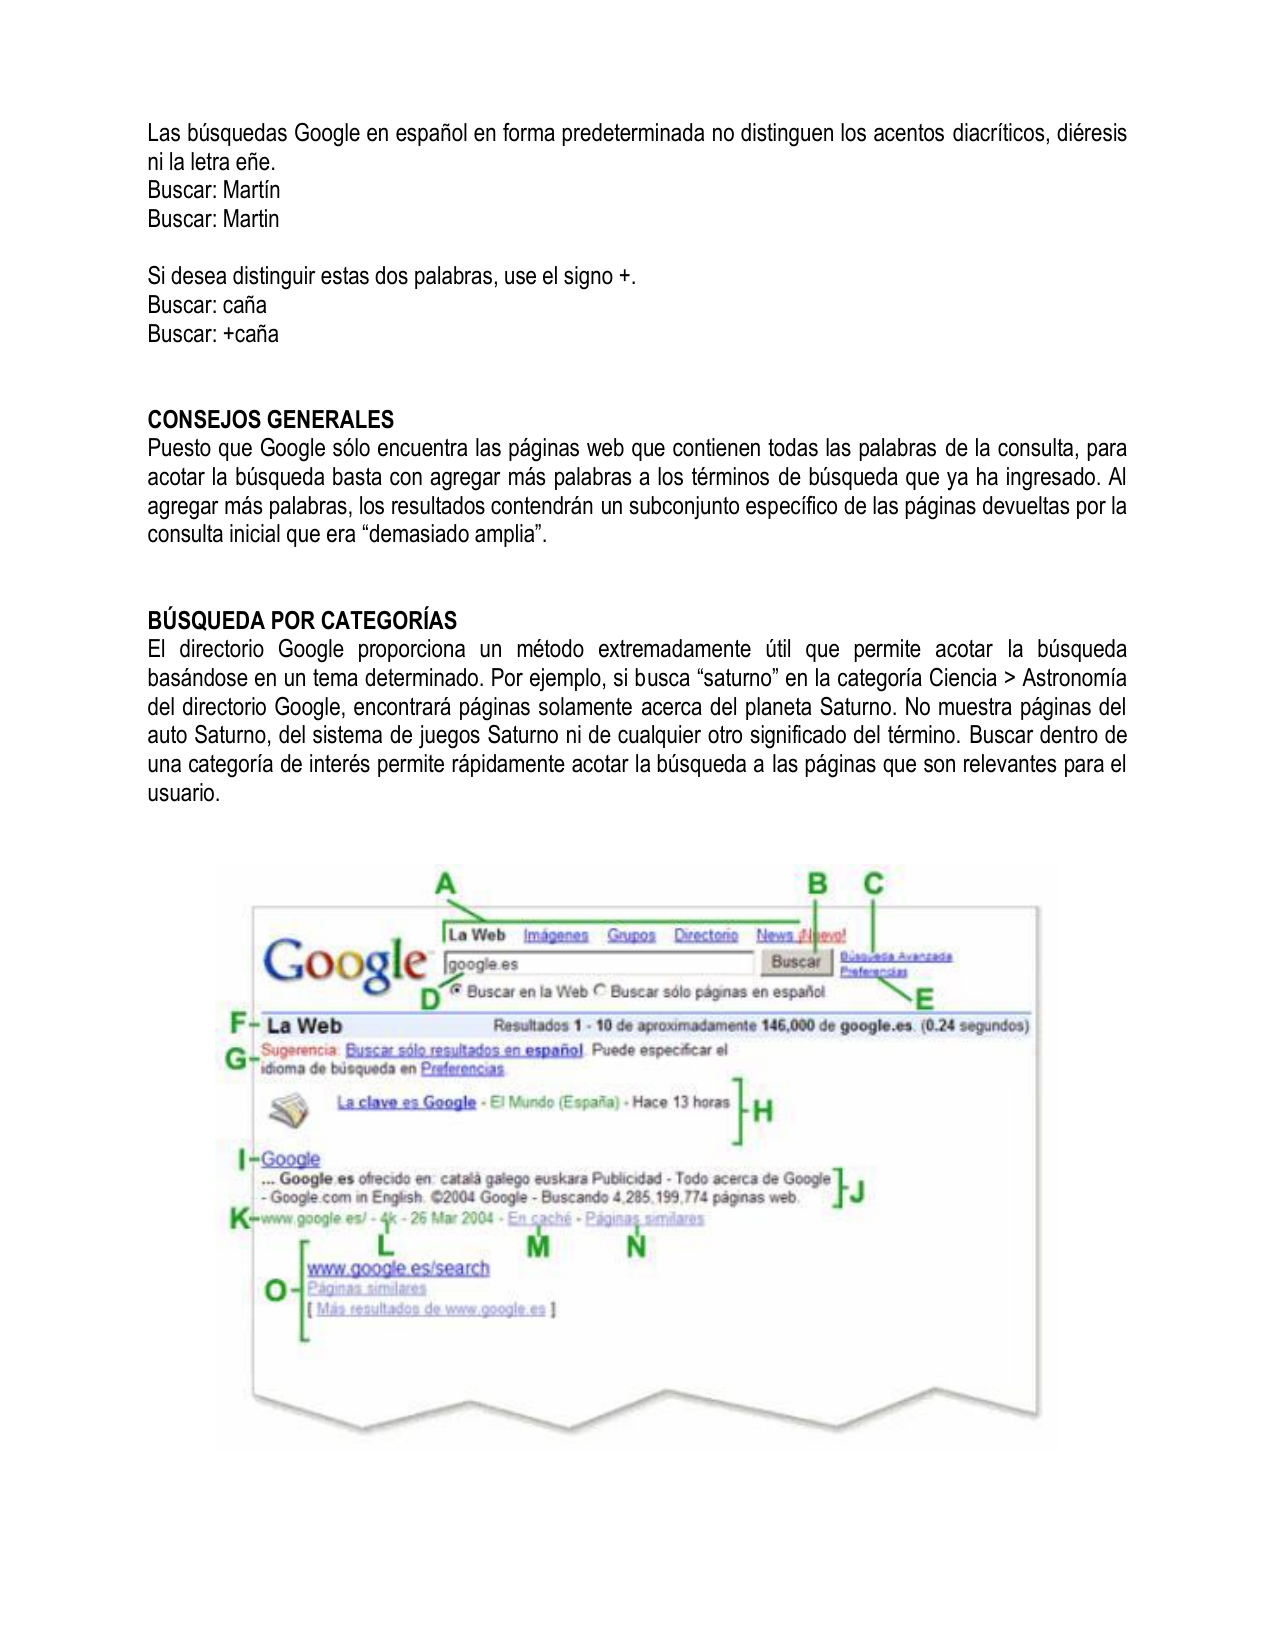 Las búsquedas Google en español en forma predeterminada no distinguen los acentos diacríticos, diéresis
ni la letra eñe.
Buscar: Martín
Buscar: Martin
Si desea distinguir estas dos palabras, use el signo +.
Buscar: caña
Buscar: +caña
CONSEJOS GENERALES
Puesto que Google sólo encuentra las páginas web que contienen todas las palabras de la consulta, para
acotar la búsqueda basta con agregar más palabras a los términos de búsqueda que ya ha ingresado. Al
agregar más palabras, los resultados contendrán un subconjunto específico de las páginas devueltas por la
consulta inicial que era “demasiado amplia”.
BÚSQUEDA POR CATEGORÍAS
El directorio Google proporciona un método extremadamente útil que permite acotar la búsqueda
basándose en un tema determinado. Por ejemplo, si busca “saturno” en la categoría Ciencia > Astronomía
del directorio Google, encontrará páginas solamente acerca del planeta Saturno. No muestra páginas del
auto Saturno, del sistema de juegos Saturno ni de cualquier otro significado del término. Buscar dentro de
una categoría de interés permite rápidamente acotar la búsqueda a las páginas que son relevantes para el
usuario.
A B C
La Web Imágenes Grupos Directorio News ¡Nuevo!
Google google.es Buscar Búsqueda Avanzada
Preferencias
D Buscar en la Web Buscar sólo páginas en español E
F La Web Resultados 1 - 10 de aproximadamente 146,000 de google.es. (0.24 segundos)
G Sugerencia: Buscar sólo resultados en español. Puede especificar el
idioma de búsqueda en Preferencias
La clave es Google - El Mundo (España) - Hace 13 horas H
I Google
... Google.es ofrecido en: català galego euskara Publicidad - Todo acerca de Google
- Google.com in English. ©2004 Google - Buscando 4,285,199,774 páginas web. J
K www.google.es/ - 4k - 26 Mar 2004 - En caché - Páginas similares
L M N
www.google.es/search
O Páginas similares
[ Más resultados de www.google.es ]